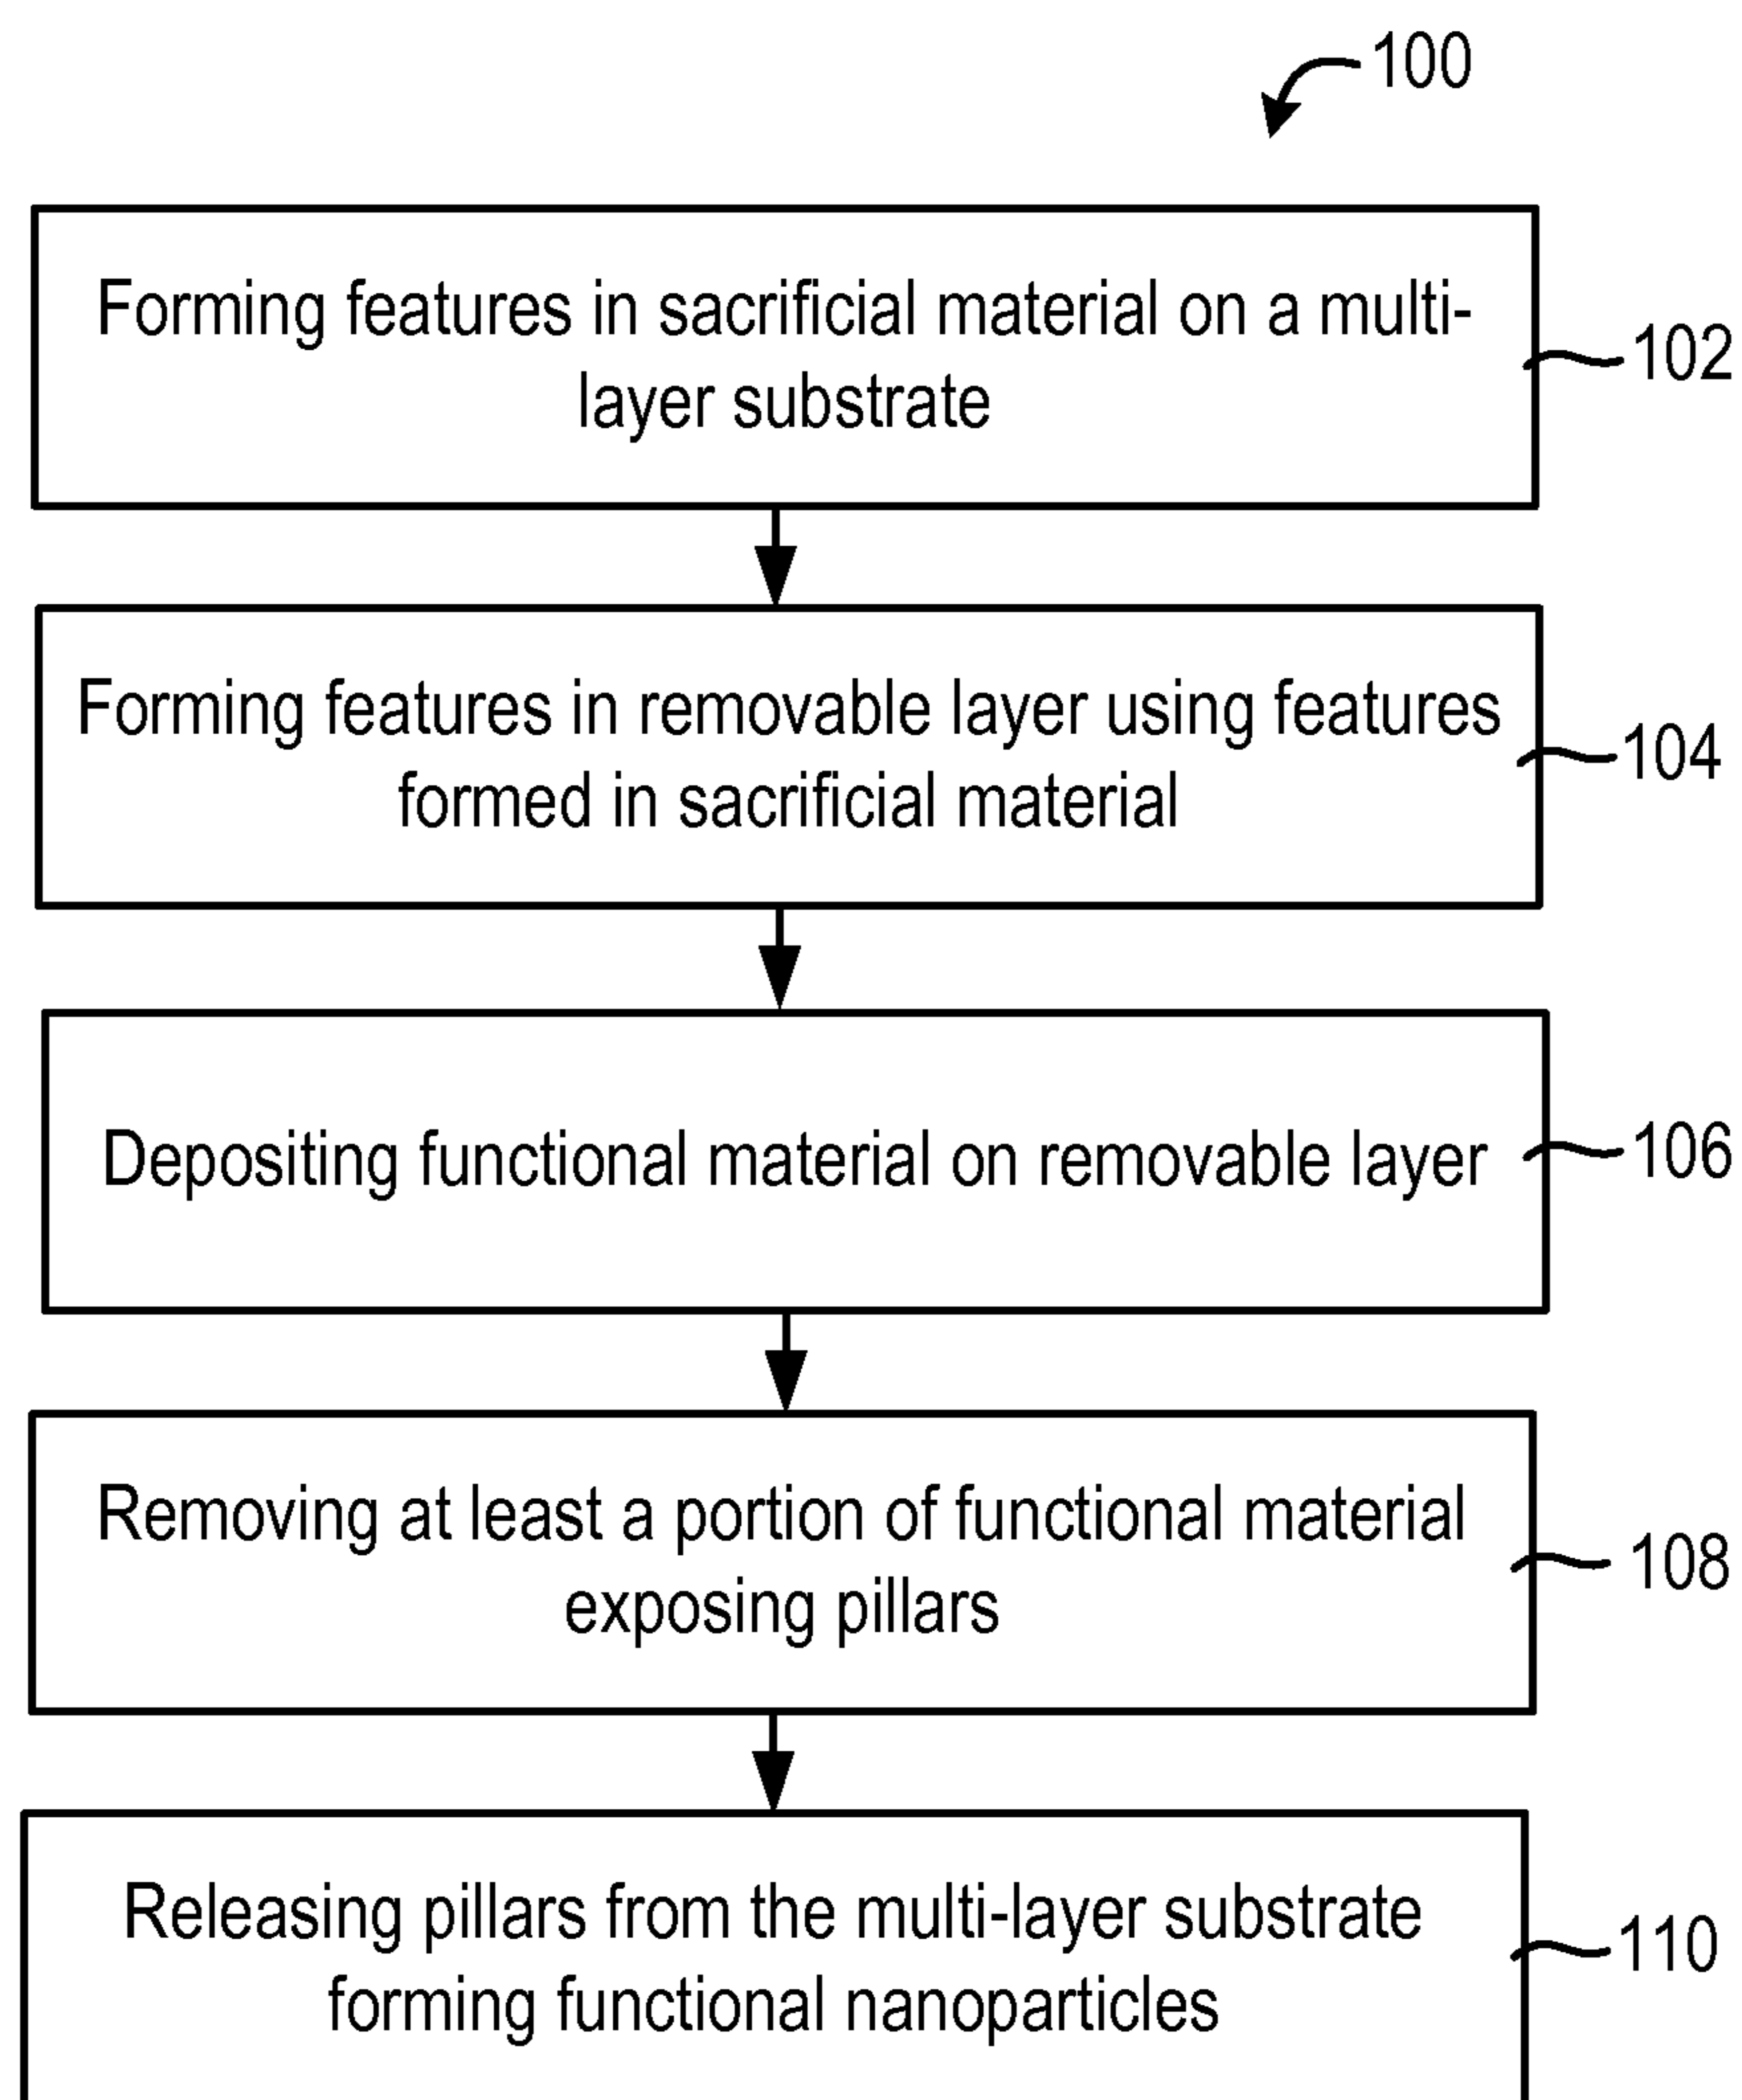 100
Forming features in sacrificial material on a multi-
layer substrate
102
Forming features in removable layer using features
formed in sacrificial material
104
Depositing functional material on removable layer
106
Removing at least a portion of functional material
exposing pillars
108
Releasing pillars from the multi-layer substrate
forming functional nanoparticles
110